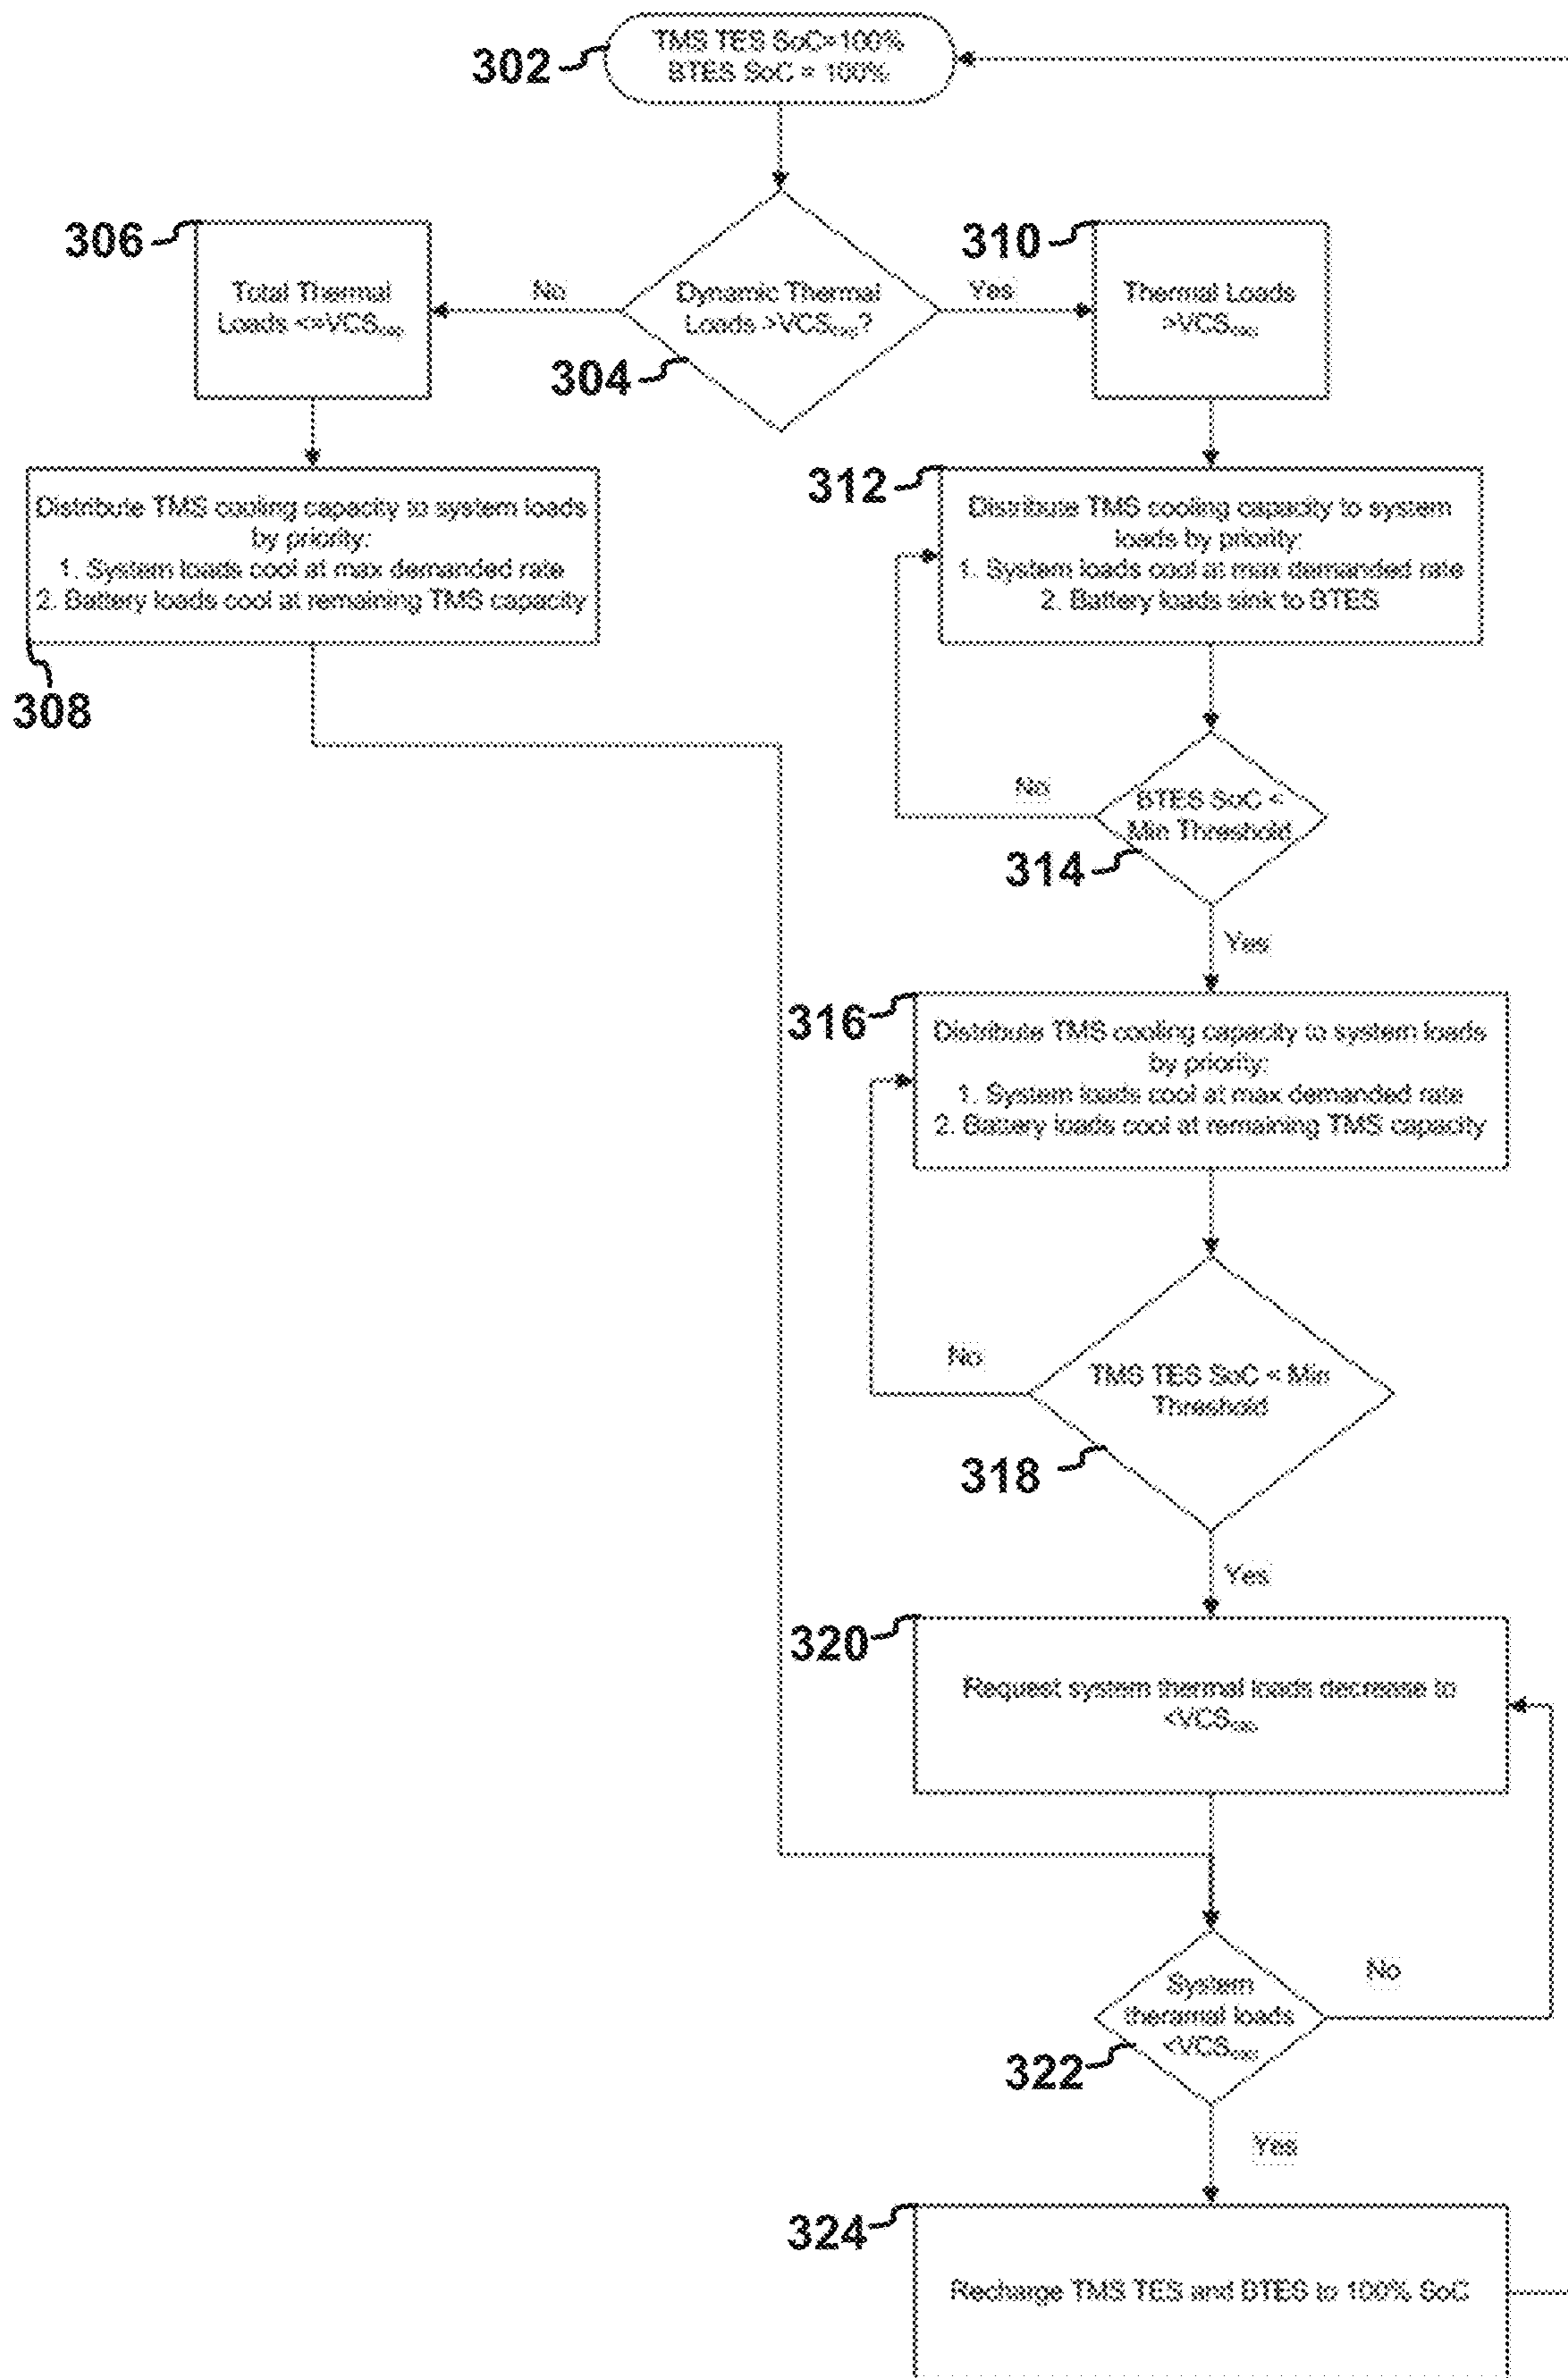 302
TMS TES SoC=100%
BTES SoC = 100%
306
Total Thermal
Loads <=VCScap
No
Dynamic Thermal
Loads >VCScap?
304
Yes
310
Thermal Loads
>VCScap
308
Distribute TMS cooling capacity to system loads
by priority:
1. System loads cool at max demanded rate
2. Battery loads cool at remaining TMS capacity
312
Distribute TMS cooling capacity to system
loads by priority:
1. System loads cool at max demanded rate
2. Battery loads sink to BTES
No
BTES SoC <
Min Threshold
314
Yes
316
Distribute TMS cooling capacity to system loads
by priority:
1. System loads cool at max demanded rate
2. Battery loads cool at remaining TMS capacity
No
TMS TES SoC < Min
Threshold
318
Yes
320
Request system thermal loads decrease to
<VCScap
System
theramal loads
<VCScap
322
No
Yes
324
Recharge TMS TES and BTES to 100% SoC